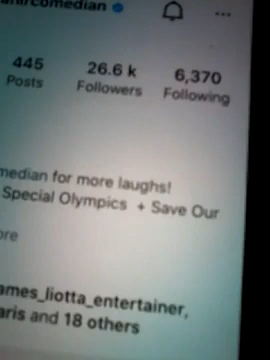 445 26.6 k 6,370
Posts Followers Following
median for more laughs!
Special Olympics + Save Our
ore
ames_liotta_entertainer,
aris and 18 others